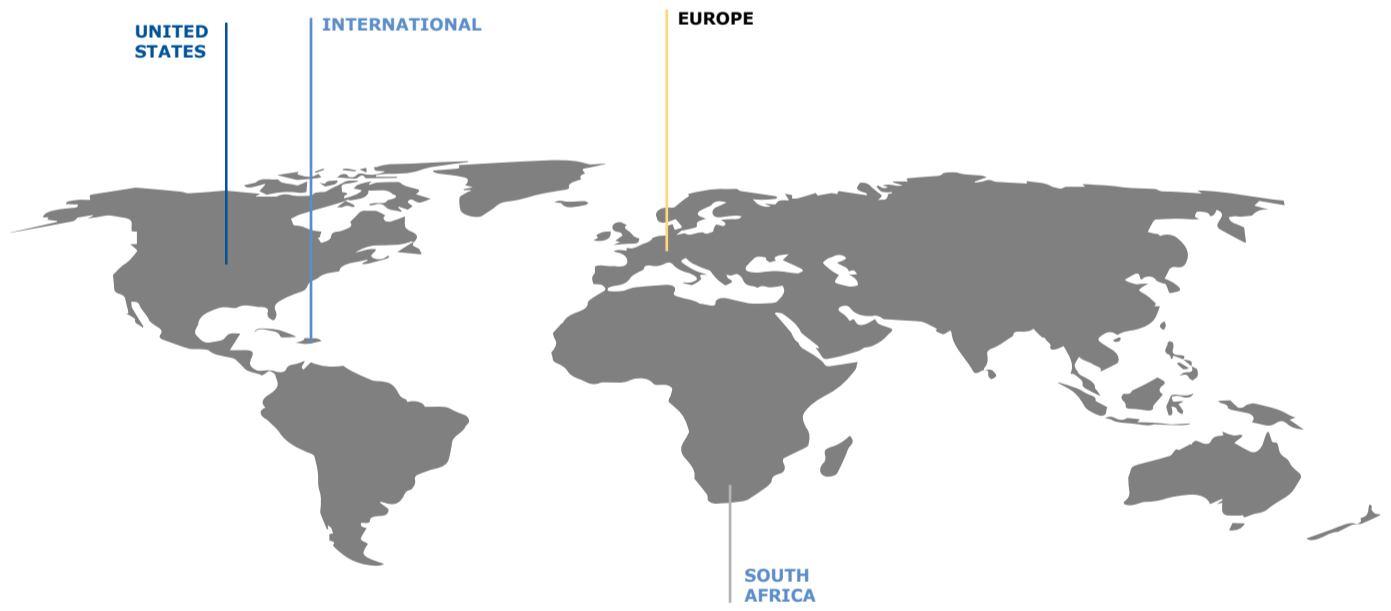 UNITED
STATES
INTERNATIONAL
EUROPE
SOUTH
AFRICA